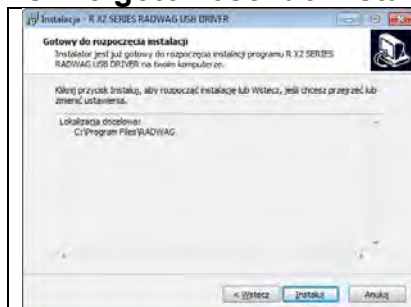 Instalacja - R X2 SERIES RADWAG USB DRIVER
Gotowy do rozpoczęcia instalacji
Instalator jest już gotowy do rozpoczęcia instalacji programu R X2 SERIES
RADWAG USB DRIVER na twoim komputerze.
Kliknij przycisk Instaluj, aby rozpocząć instalację lub Wstecz, jeśli chcesz przejrzeć lub
zmienić ustawienia.
Lokalizacja docelowa:
C:\Program Files\RADWAG
< Wstecz Instaluj Anuluj